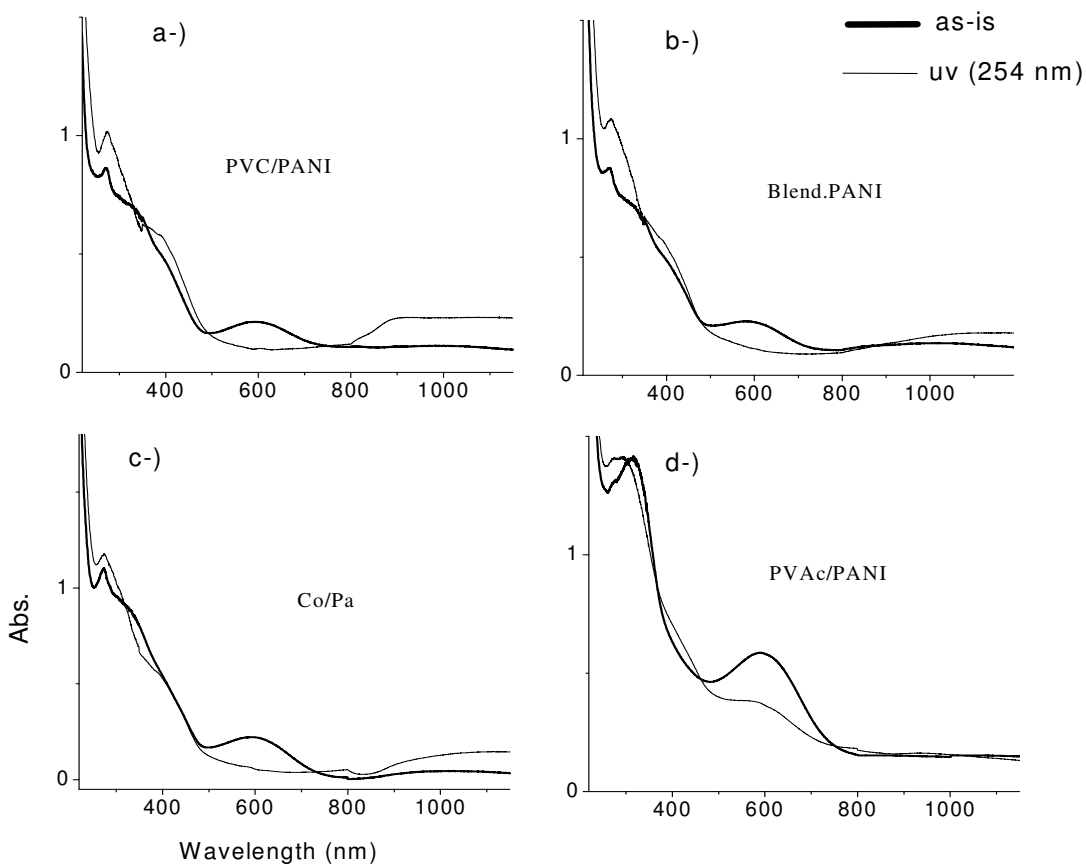 a-)
PVC/PANI
1
0
400 600 800 1000
b-)
as-is
uv (254 nm)
Blend.PANI
1
0
400 600 800 1000
c-)
Co/Pa
1
0
400 600 800 1000
Abs.
Wavelength (nm)
d-)
PVAc/PANI
1
0
400 600 800 1000